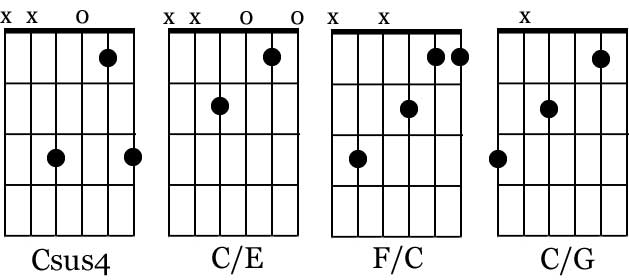 x x o
x x o o
x x
x
Csus4
C/E
F/C
C/G